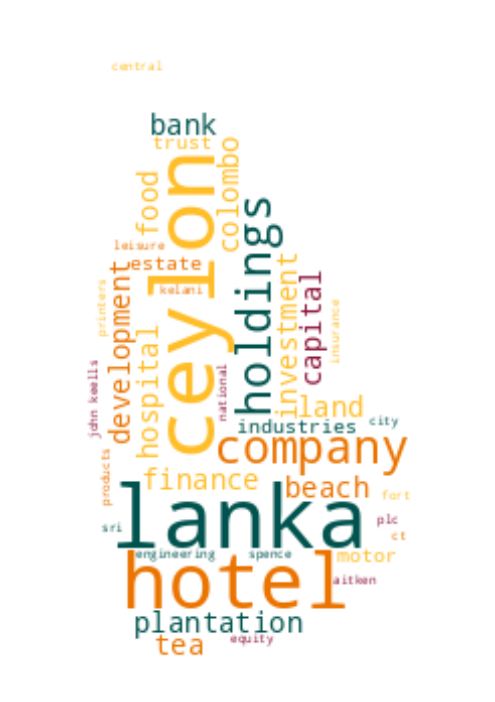 central
bank
trust
colombo
food
ceylon
holdings
leisure
estate
investment
development
capital
kelani
printers
insurance
hospital
john keells
national
land
city
industries
company
products
finance
beach
fort
lanka
plc
sri
ct
engineering
spence
motor
hotel
aitken
plantation
equity
tea